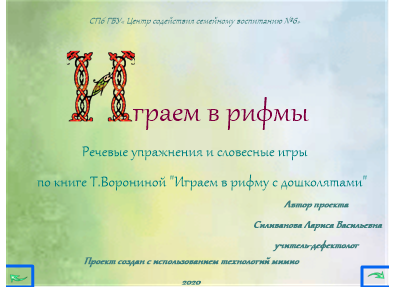 СПб ГБУ« Центр содействия семейному воспитанию №6»
Играем в рифмы
Речевые упражнения и словесные игры
по книге Т.Ворониной "Играем в рифму с дошколятами"
Автор проекта
Силиванова Лариса Васильевна
учитель-дефектолог
Проект создан с использованием технологий мимио
2020